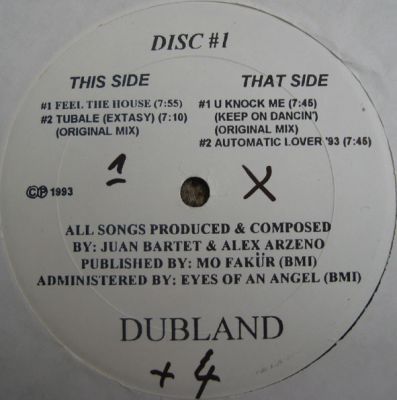 DISC #1
THIS SIDE
#1 FEEL THE HOUSE (7:55)
#2 TUBALE (EXTASY) (7:10)
(ORIGINAL MIX)
THAT SIDE
#1 U KNOCK ME (7:45)
(KEEP ON DANCIN')
(ORIGINAL MIX)
#2 AUTOMATIC LOVER '93 (7:45)
1
X
©℗ 1993
ALL SONGS PRODUCED & COMPOSED
BY: JUAN BARTET & ALEX ARZENO
PUBLISHED BY: MO FAKÜR (BMI)
ADMINISTERED BY: EYES OF AN ANGEL (BMI)
DUBLAND
+4